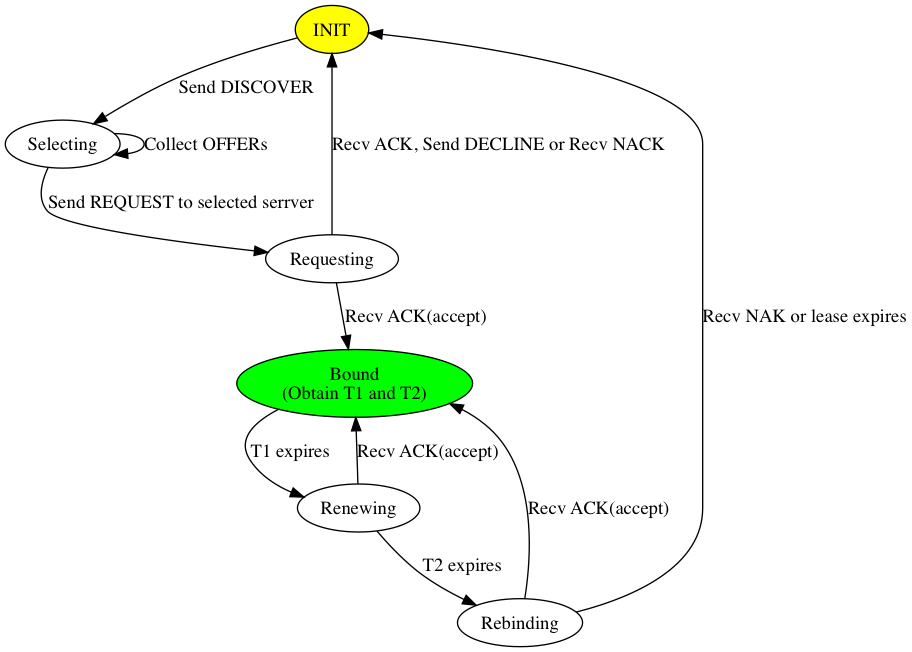 INIT
Send DISCOVER
Selecting
Collect OFFERs
Recv ACK, Send DECLINE or Recv NACK
Send REQUEST to selected serrver
Requesting
Recv ACK(accept)
Recv NAK or lease expires
Bound
(Obtain T1 and T2)
T1 expires
Recv ACK(accept)
Renewing
Recv ACK(accept)
T2 expires
Rebinding